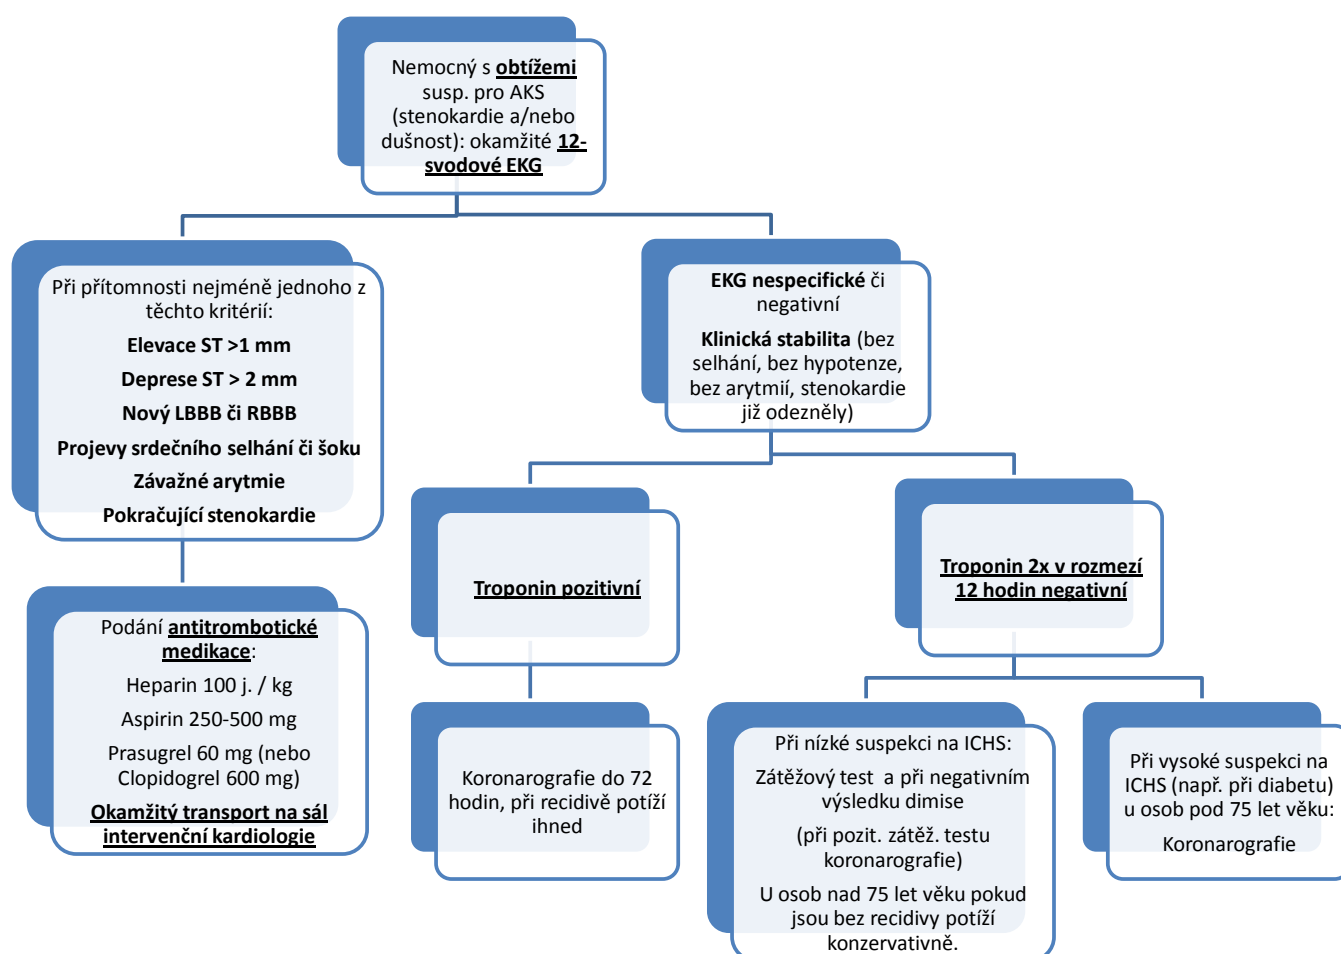 Nemocný s obtížemi
susp. pro AKS
(stenokardie a/nebo
dušnost): okamžité 12-
svodové EKG
Při přítomnosti nejméně jednoho z
těchto kritérií:
Elevace ST >1 mm
Deprese ST > 2 mm
Nový LBBB či RBBB
Projevy srdečního selhání či šoku
Závažné arytmie
Pokračující stenokardie
Podání antitrombotické
medikace:
Heparin 100 j. / kg
Aspirin 250-500 mg
Prasugrel 60 mg (nebo
Clopidogrel 600 mg)
Okamžitý transport na sál
intervenční kardiologie
EKG nespecifické či
negativní
Klinická stabilita (bez
selhání, bez hypotenze,
bez arytmií, stenokardie
již odezněly)
Troponin pozitivní
Koronarografie do 72
hodin, při recidivě potíží
ihned
Troponin 2x v rozmezí
12 hodin negativní
Při nízké suspekci na ICHS:
Zátěžový test a při negativním
výsledku dimise
(při pozit. zátěž. testu
koronarografie)
U osob nad 75 let věku pokud
jsou bez recidivy potíží
konzervativně.
Při vysoké suspekci na
ICHS (např. při diabetu)
u osob pod 75 let věku:
Koronarografie